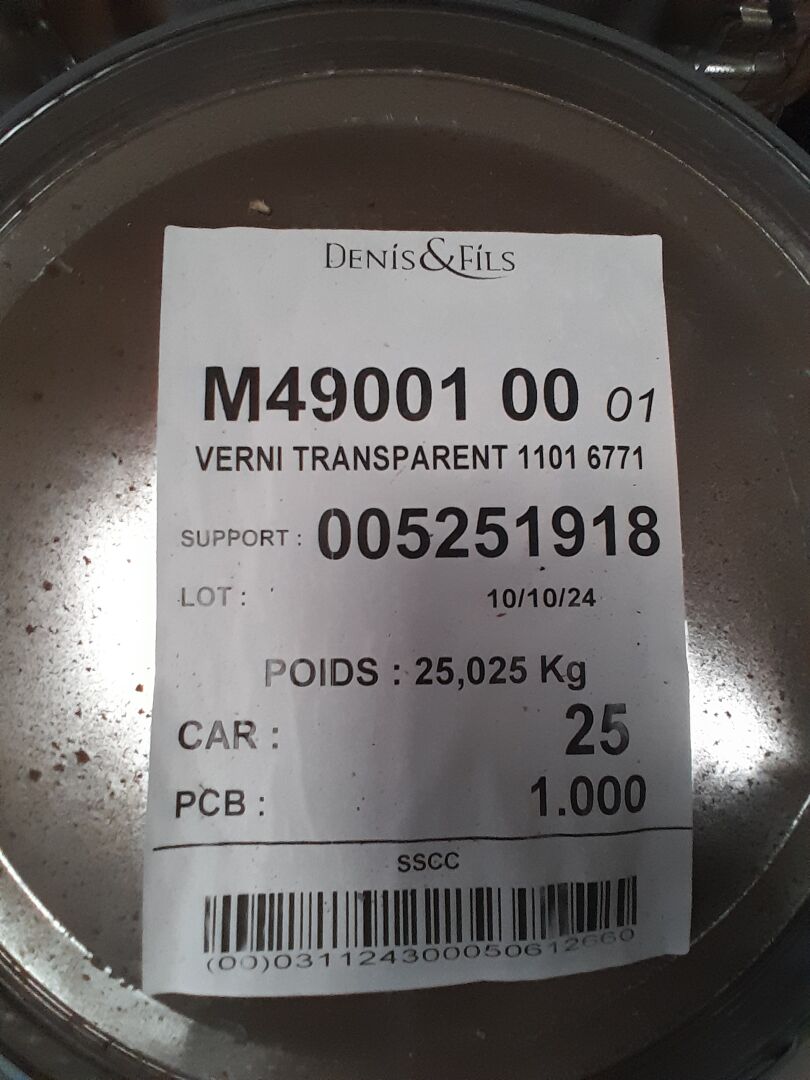 DENIS&FILS
M49001 00 01
VERNI TRANSPARENT 1101 6771
SUPPORT : 005251918
LOT : 10/10/24
POIDS : 25,025 Kg
CAR : 25
PCB : 1.000
SSCC
(00)031124300050612660